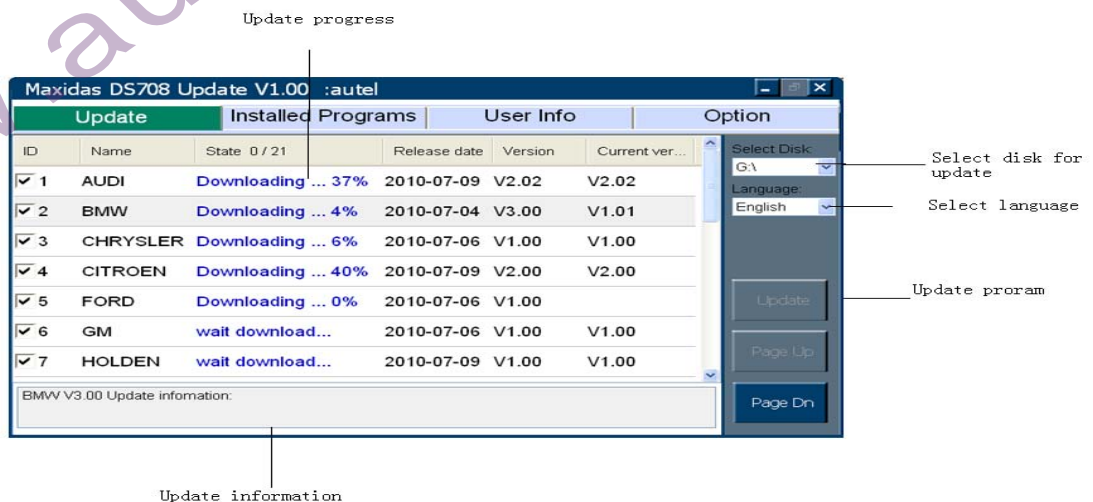 Update progress
Maxidas DS708 Update V1.00 :autel
Update Installed Programs User Info Option
ID Name State 0 / 21 Release date Version Current ver... Select Disk:
G:\
1 AUDI Downloading ... 37% 2010-07-09 V2.02 V2.02
Select disk for
update
Language:
English
Select language
2 BMW Downloading ... 4% 2010-07-04 V3.00 V1.01
3 CHRYSLER Downloading ... 6% 2010-07-06 V1.00 V1.00
4 CITROEN Downloading ... 40% 2010-07-09 V2.00 V2.00
5 FORD Downloading ... 0% 2010-07-06 V1.00
Update
Update proram
6 GM wait download... 2010-07-06 V1.00 V1.00
Page Up
7 HOLDEN wait download... 2010-07-09 V1.00 V1.00
BMW V3.00 Update infomation:
Page Dn
Update information